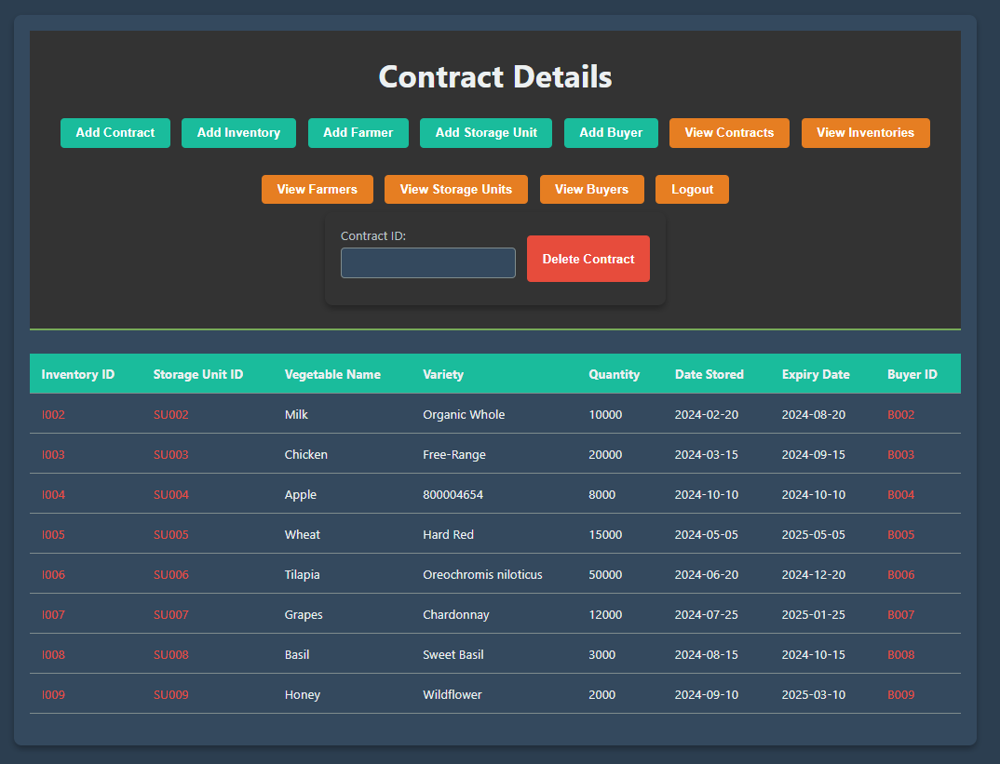 Contract Details
Add Contract Add Inventory Add Farmer Add Storage Unit Add Buyer View Contracts View Inventories
View Farmers View Storage Units View Buyers Logout
Contract ID:
Delete Contract
Inventory ID Storage Unit ID Vegetable Name Variety Quantity Date Stored Expiry Date Buyer ID
I002 SU002 Milk Organic Whole 10000 2024-02-20 2024-08-20 B002
I003 SU003 Chicken Free-Range 20000 2024-03-15 2024-09-15 B003
I004 SU004 Apple 800004654 8000 2024-10-10 2024-10-10 B004
I005 SU005 Wheat Hard Red 15000 2024-05-05 2025-05-05 B005
I006 SU006 Tilapia Oreochromis niloticus 50000 2024-06-20 2024-12-20 B006
I007 SU007 Grapes Chardonnay 12000 2024-07-25 2025-01-25 B007
I008 SU008 Basil Sweet Basil 3000 2024-08-15 2024-10-15 B008
I009 SU009 Honey Wildflower 2000 2024-09-10 2025-03-10 B009